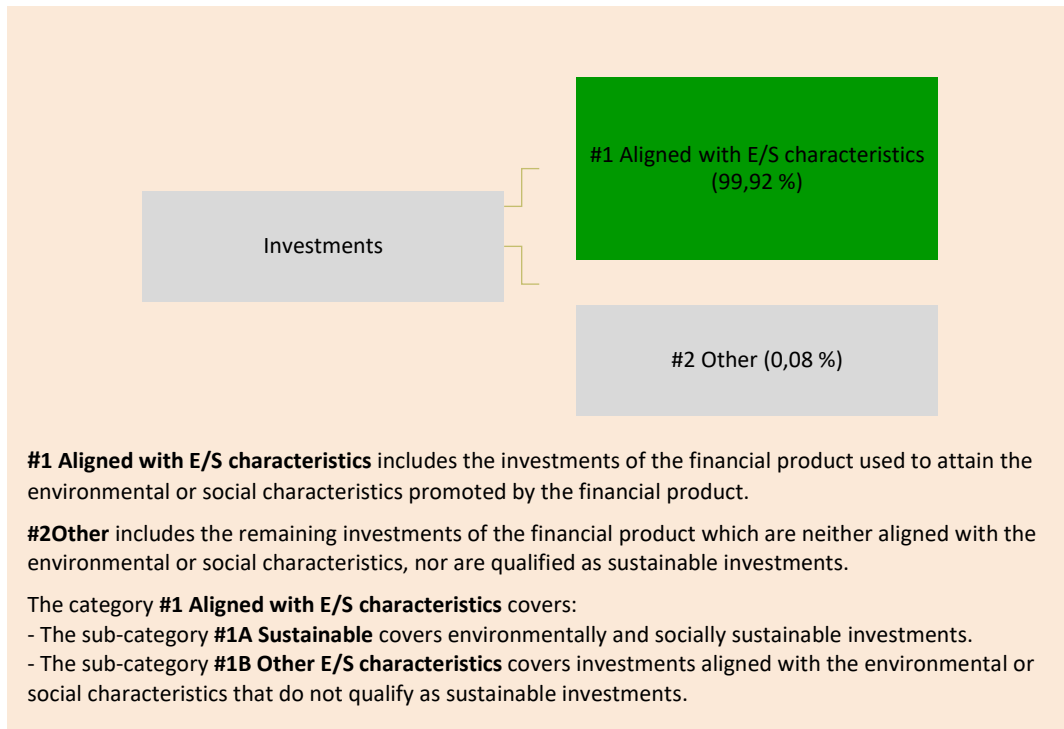 #1 Aligned with E/S characteristics
(99,92 %)
Investments
#2 Other (0,08 %)
#1 Aligned with E/S characteristics includes the investments of the financial product used to attain the
environmental or social characteristics promoted by the financial product.
#2Other includes the remaining investments of the financial product which are neither aligned with the
environmental or social characteristics, nor are qualified as sustainable investments.
The category #1 Aligned with E/S characteristics covers:
- The sub-category #1A Sustainable covers environmentally and socially sustainable investments.
- The sub-category #1B Other E/S characteristics covers investments aligned with the environmental or
social characteristics that do not qualify as sustainable investments.